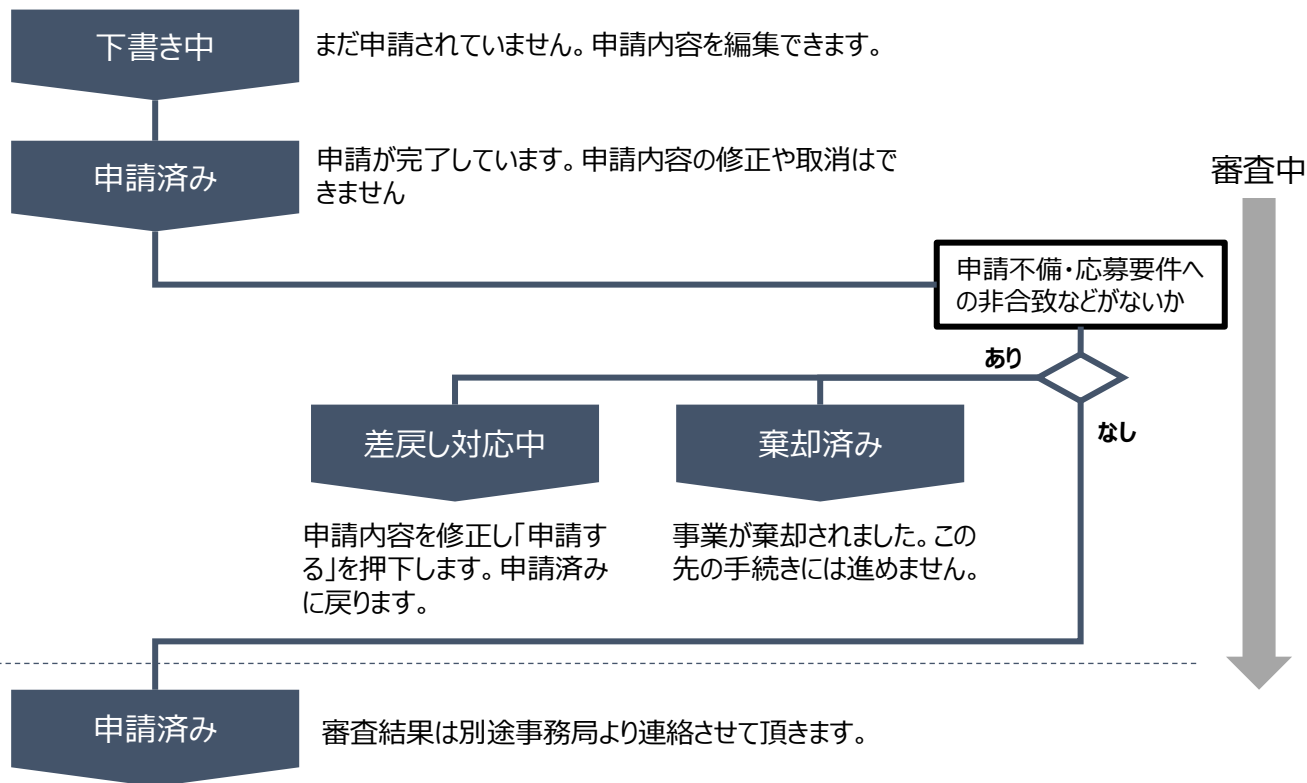 下書き中
まだ申請されていません。申請内容を編集できます。
申請済み
申請が完了しています。申請内容の修正や取消はで
きません
審査中
申請不備・応募要件へ
の非合致などがないか
あり
なし
差戻し対応中
申請内容を修正し「申請す
る」を押下します。申請済み
に戻ります。
棄却済み
事業が棄却されました。この
先の手続きには進めません。
申請済み
審査結果は別途事務局より連絡させて頂きます。